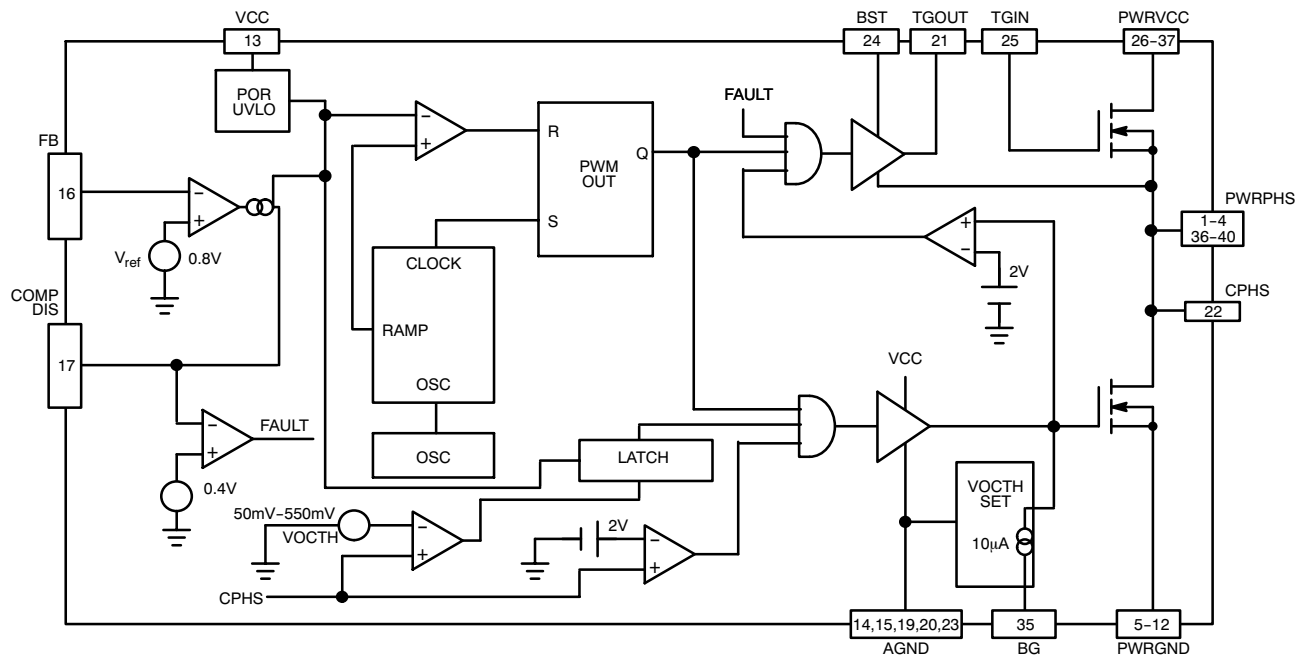 VCC
13
BST
24
TGOUT
21
TGIN
25
PWRVCC
26-37
POR
UVLO
FAULT
FB
16
−
+
R
Q
PWM
OUT
S
−
+
Vref
0.8V
CLOCK
RAMP
OSC
OSC
+
−
2V
PWRPHS
1-4
36-40
CPHS
22
COMP
DIS
17
−
+
FAULT
0.4V
VCC
LATCH
50mV-550mV
VOCTH
−
+
2V
−
+
CPHS
VOCTH
SET
10µA
14,15,19,20,23
AGND
35
BG
5-12
PWRGND